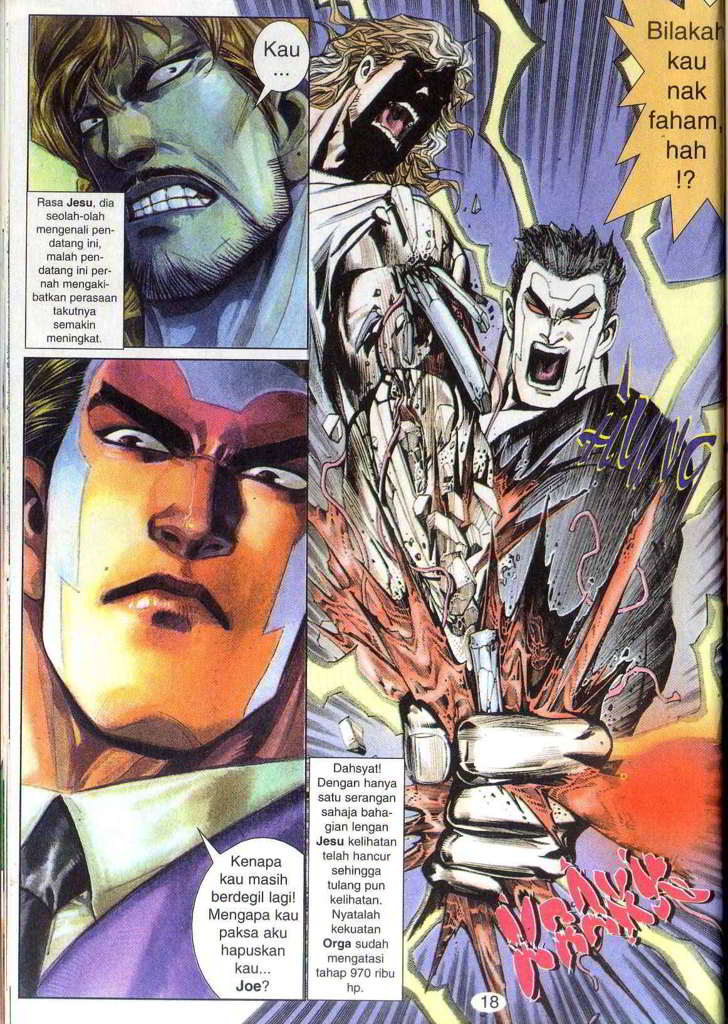 Kau
...
Rasa Jesu, dia
seolah-olah
mengenali pen-
datang ini,
malah pen-
datang ini per-
nah mengaki-
batkan perasaan
takutnya
semakin
meningkat.
Kenapa
kau masih
berdegil lagi!
Mengapa kau
paksa aku
hapuskan
kau...
Joe?
Bilakah
kau
nak
faham,
hah
!?
Dahsyat!
Dengan hanya
satu serangan
sahaja baha-
gian lengan
Jesu kelihatan
telah hancur
sehingga
tulang pun
kelihatan.
Nyatalah
kekuatan
Orga sudah
mengatasi
tahap 970 ribu
hp.
KRAKK
18